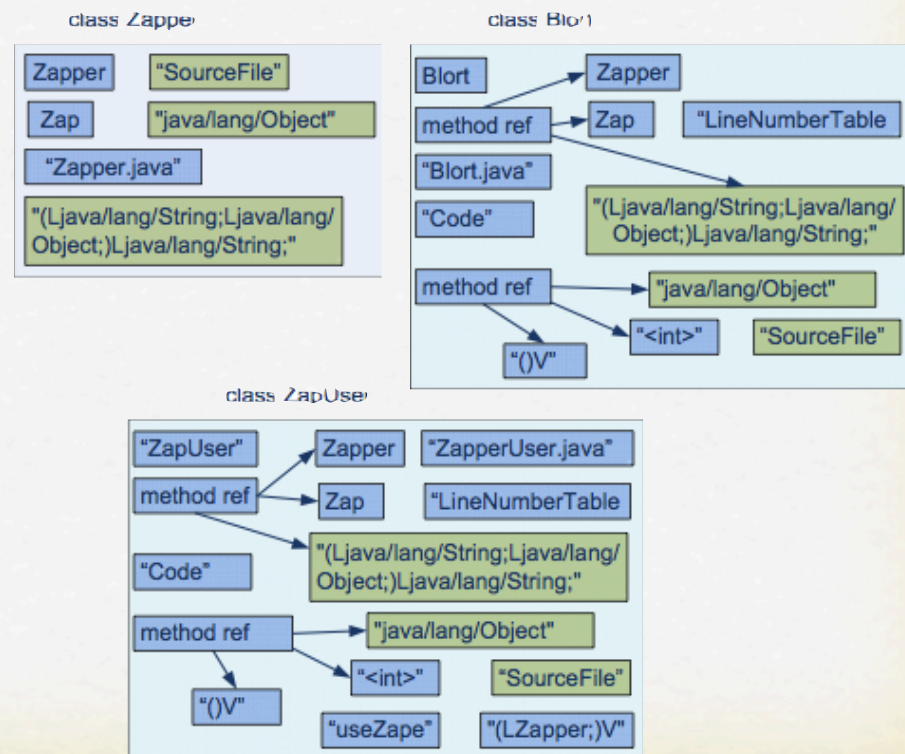 class Zapper
Zapper
"SourceFile"
Zap
"java/lang/Object"
"Zapper.java"
"(Ljava/lang/String;Ljava/lang/
Object;)Ljava/lang/String;"
class Blort
Blort
Zapper
method ref
Zap
"LineNumberTable
"Blort.java"
"Code"
"(Ljava/lang/String;Ljava/lang/
Object;)Ljava/lang/String;"
method ref
"java/lang/Object"
"<int>"
"SourceFile"
"()V"
class ZapUser
"ZapUser"
Zapper
"ZapperUser.java"
method ref
Zap
"LineNumberTable
"(Ljava/lang/String;Ljava/lang/
Object;)Ljava/lang/String;"
"Code"
method ref
"java/lang/Object"
"<int>"
"SourceFile"
"()V"
"useZape"
"(LZapper;)V"